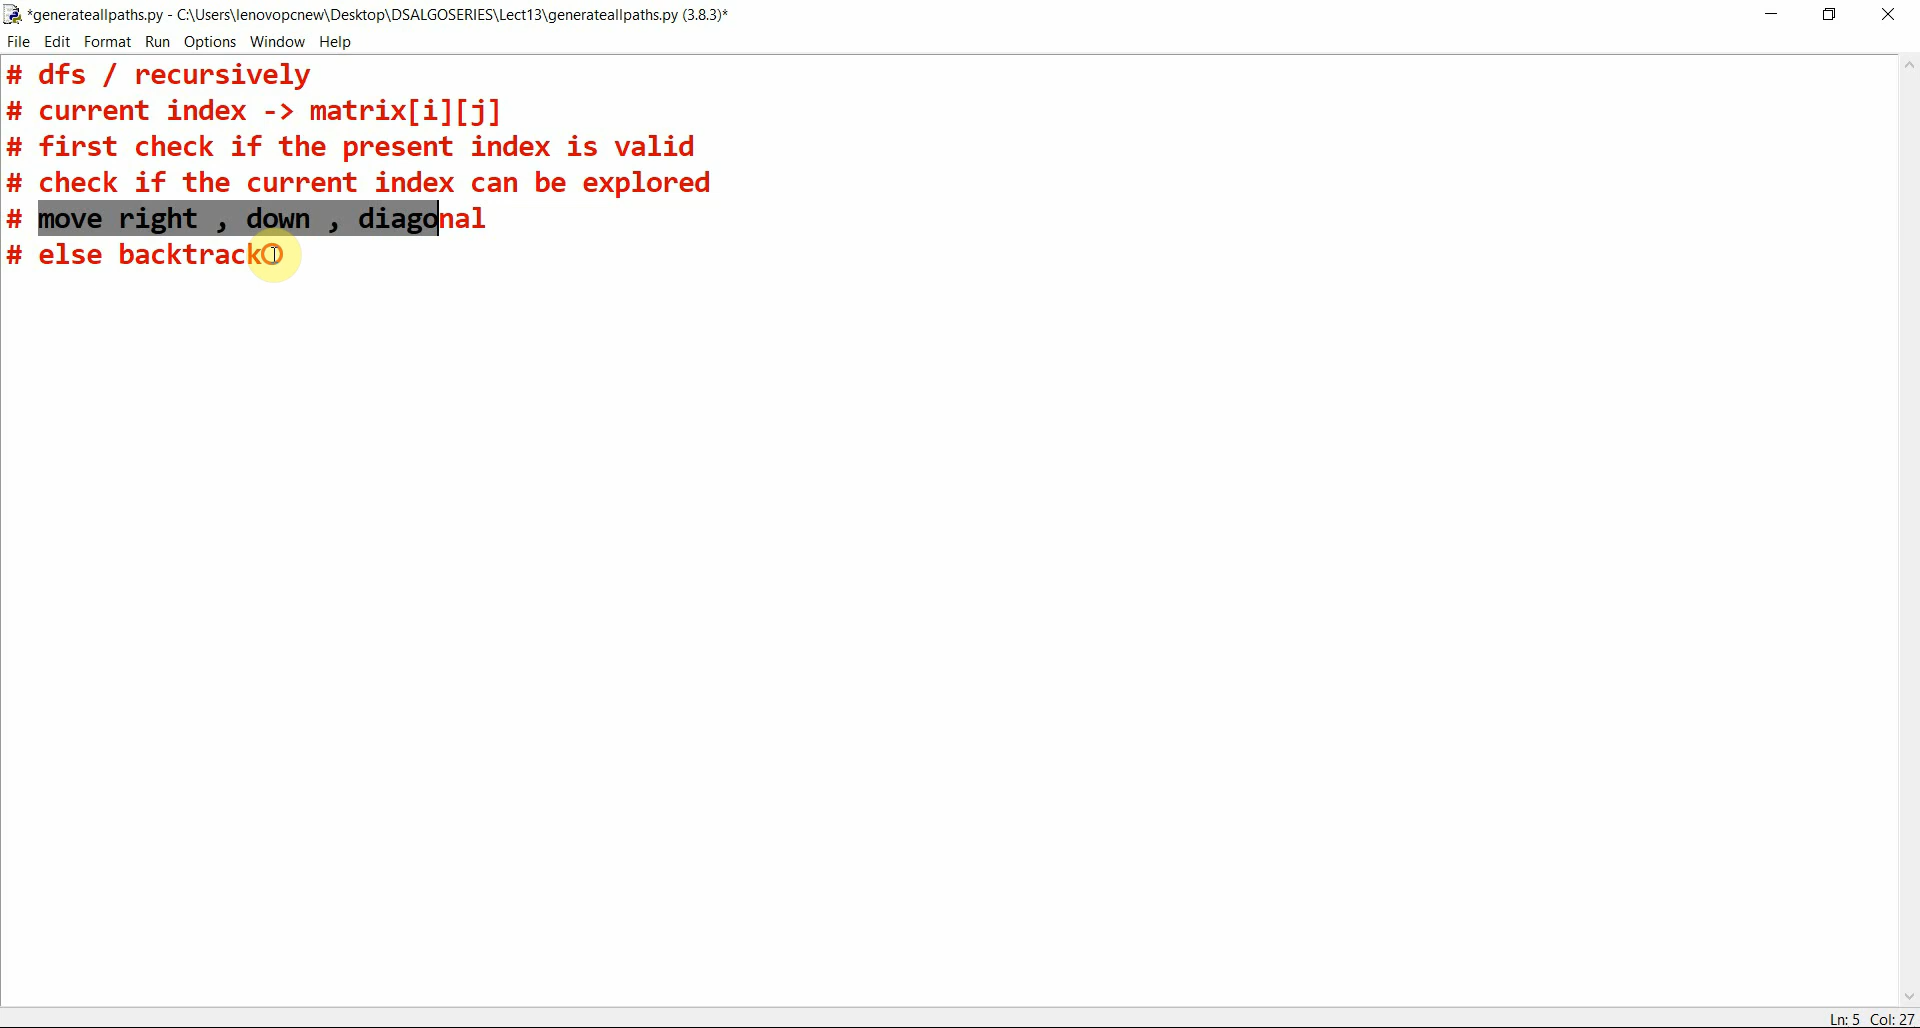 *generateallpaths.py - C:\Users\lenovopcnew\Desktop\DSALGOSERIES\Lect13\generateallpaths.py (3.8.3)*
File Edit Format Run Options Window Help
# dfs / recursively
# current index -> matrix[i][j]
# first check if the present index is valid
# check if the current index can be explored
# move right , down , diagonal
# else backtrack
Ln: 5 Col: 27